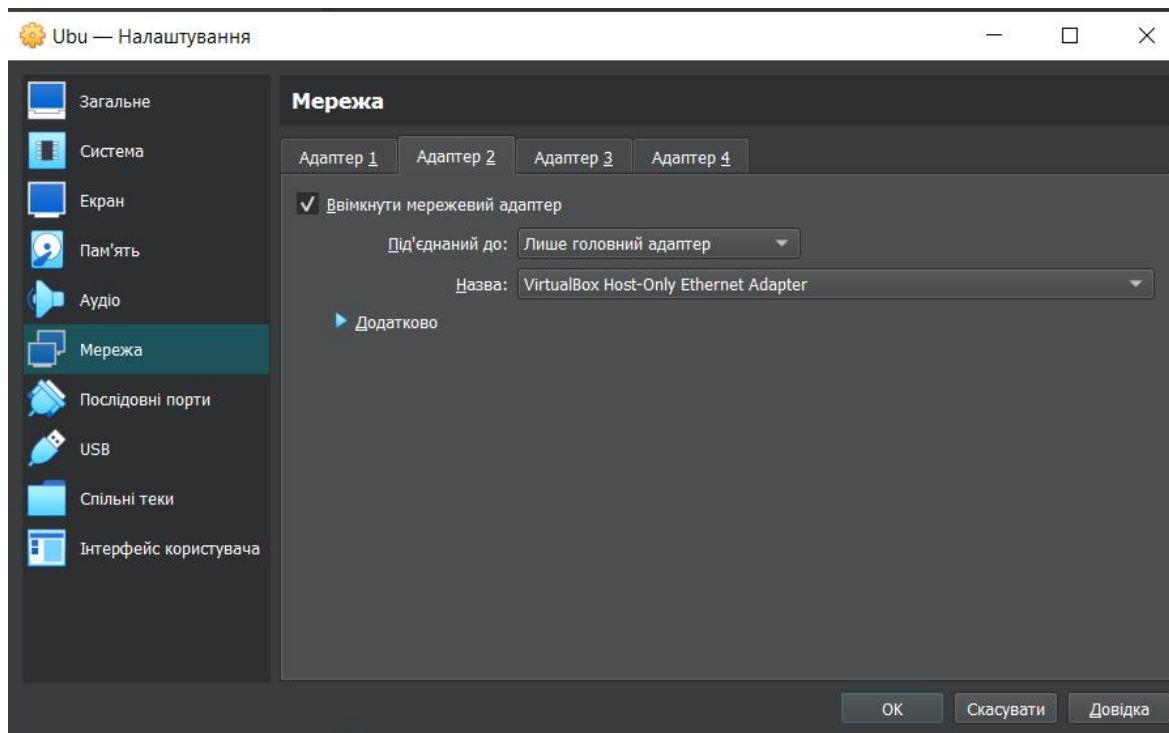 Ubu — Налаштування
Загальне
Система
Екран
Пам'ять
Аудіо
Мережа
Послідовні порти
USB
Спільні теки
Інтерфейс користувача
Мережа
Адаптер 1 Адаптер 2 Адаптер 3 Адаптер 4
Ввімкнути мережевий адаптер
Під'єднаний до: Лише головний адаптер
Назва: VirtualBox Host-Only Ethernet Adapter
Додатково
OK Скасувати Довідка